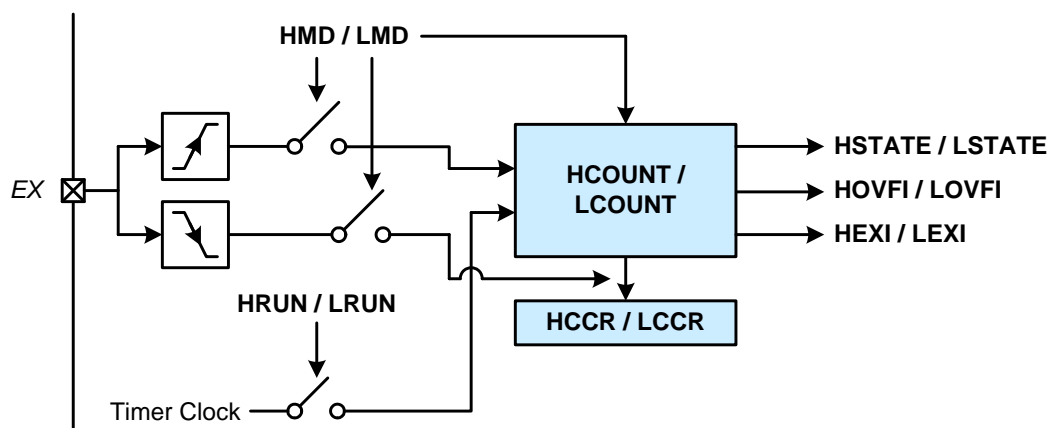 HMD / LMD
EX
HCOUNT /
LCOUNT
HSTATE / LSTATE
HOVFI / LOVFI
HEXI / LEXI
HRUN / LRUN
HCCR / LCCR
Timer Clock